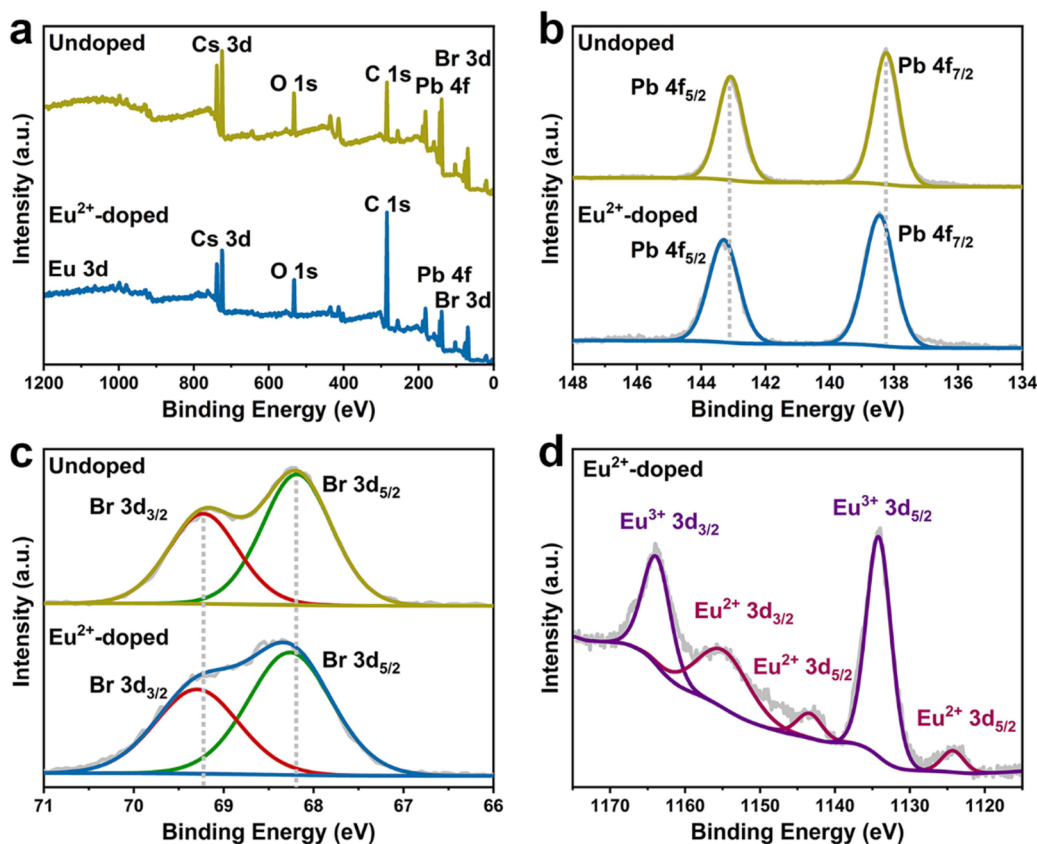 a
Undoped
Cs 3d
O 1s
C 1s
Br 3d
Pb 4f
Eu²⁺-doped
Eu 3d
Cs 3d
O 1s
C 1s
Pb 4f
Br 3d
Intensity (a.u.)
1200 1000 800 600 400 200 0
Binding Energy (eV)
b
Undoped
Pb 4f₅/₂
Pb 4f₇/₂
Eu²⁺-doped
Pb 4f₅/₂
Pb 4f₇/₂
Intensity (a.u.)
148 146 144 142 140 138 136 134
Binding Energy (eV)
c
Undoped
Br 3d₃/₂
Br 3d₅/₂
Eu²⁺-doped
Br 3d₃/₂
Br 3d₅/₂
Intensity (a.u.)
71 70 69 68 67 66
Binding Energy (eV)
d
Eu²⁺-doped
Eu³⁺ 3d₃/₂
Eu³⁺ 3d₅/₂
Eu²⁺ 3d₃/₂
Eu²⁺ 3d₅/₂
Eu²⁺ 3d₅/₂
Intensity (a.u.)
1170 1160 1150 1140 1130 1120
Binding Energy (eV)